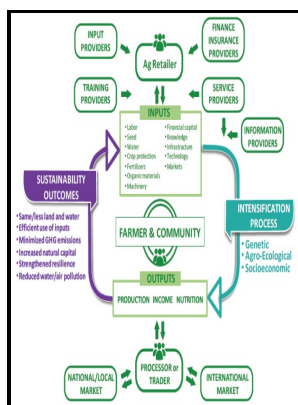 INPUT
PROVIDERS
FINANCE
INSURANCE
PROVIDERS
Ag Retailer
TRAINING
PROVIDERS
SERVICE
PROVIDERS
INFORMATION
PROVIDERS
INPUTS
• Labor
• Seed
• Water
• Crop protection
• Fertilizers
• Organic materials
• Machinery
• Financial capital
• Knowledge
• Infrastructure
• Technology
• Markets
SUSTAINABILITY
OUTCOMES
• Same/less land and water
• Efficient use of inputs
• Minimized GHG emissions
• Increased natural capital
• Strengthened resilience
• Reduced water/air pollution
FARMER & COMMUNITY
INTENSIFICATION
PROCESS
• Genetic
• Agro-Ecological
• Socioeconomic
OUTPUTS
PRODUCTION INCOME NUTRITION
PROCESSOR or
TRADER
NATIONAL/LOCAL
MARKET
INTERNATIONAL
MARKET